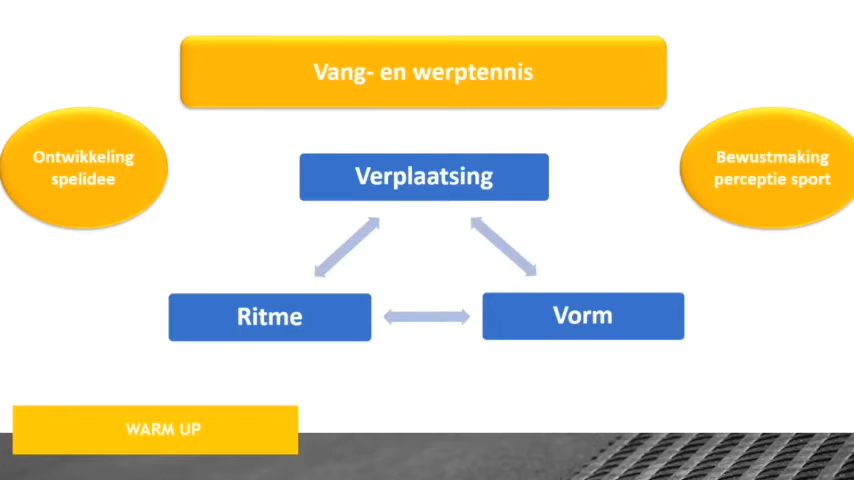 Vang- en werptennis
Ontwikkeling
spelidee
Bewustmaking
perceptie sport
Verplaatsing
Ritme
Vorm
WARM UP